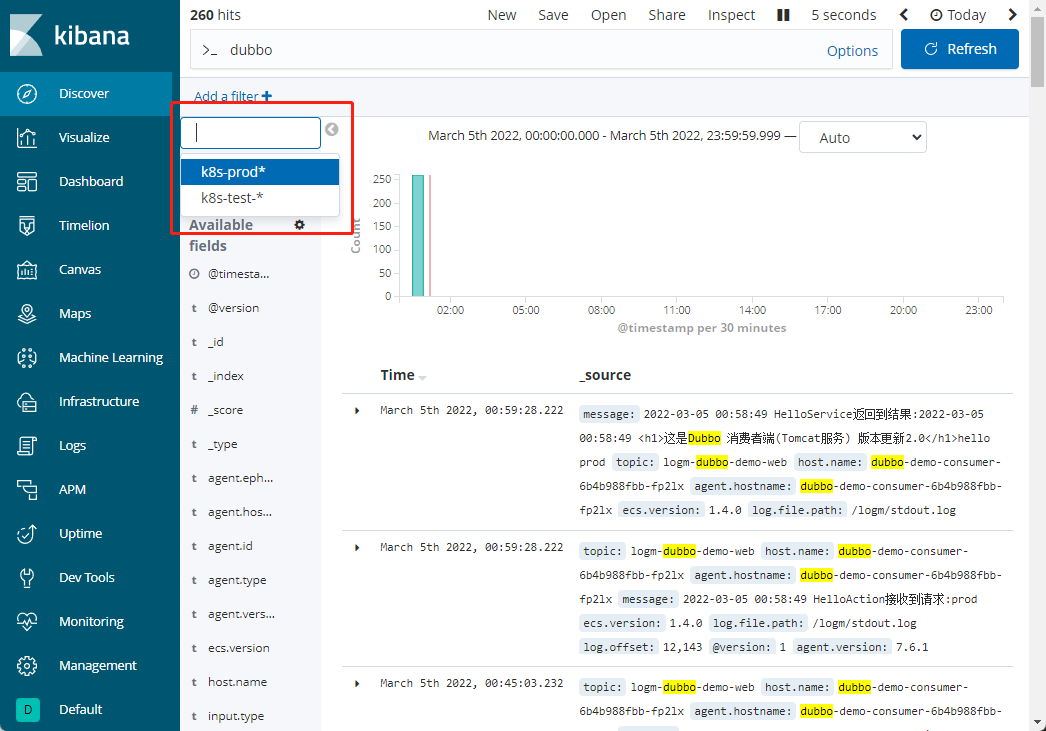 kibana
Discover
Visualize
Dashboard
Timelion
Canvas
Maps
Machine Learning
Infrastructure
Logs
APM
Uptime
Dev Tools
Monitoring
Management
D Default
260 hits
New Save Open Share Inspect 5 seconds Today
>_ dubbo Options Refresh
Add a filter
k8s-prod*
k8s-test-*
Available
fields
@timesta...
t @version
t _id
t _index
# _score
t _type
t agent.eph...
t agent.hos...
t agent.id
t agent.type
t agent.vers...
t ecs.version
t host.name
t input.type
March 5th 2022, 00:00:00.000 - March 5th 2022, 23:59:59.999 — Auto
Count
250
200
150
100
50
0
02:00 05:00 08:00 11:00 14:00 17:00 20:00 23:00
@timestamp per 30 minutes
Time _source
March 5th 2022, 00:59:28.222
message: 2022-03-05 00:58:49 HelloService返回到结果:2022-03-05
00:58:49 <h1>这是Dubbo 消费者端(Tomcat服务) 版本更新2.0</h1>hello
prod topic: logm-dubbo-demo-web host.name: dubbo-demo-consumer-
6b4b988fbb-fp2lx agent.hostname: dubbo-demo-consumer-6b4b988fbb-
fp2lx ecs.version: 1.4.0 log.file.path: /logm/stdout.log
March 5th 2022, 00:59:28.222
topic: logm-dubbo-demo-web host.name: dubbo-demo-consumer-
6b4b988fbb-fp2lx agent.hostname: dubbo-demo-consumer-6b4b988fbb-
fp2lx message: 2022-03-05 00:58:49 HelloAction接收到请求:prod
ecs.version: 1.4.0 log.file.path: /logm/stdout.log
log.offset: 12,143 @version: 1 agent.version: 7.6.1
March 5th 2022, 00:45:03.232
topic: logm-dubbo-demo-web host.name: dubbo-demo-consumer-
6b4b988fbb-fp2lx agent.hostname: dubbo-demo-consumer-6b4b988fbb-